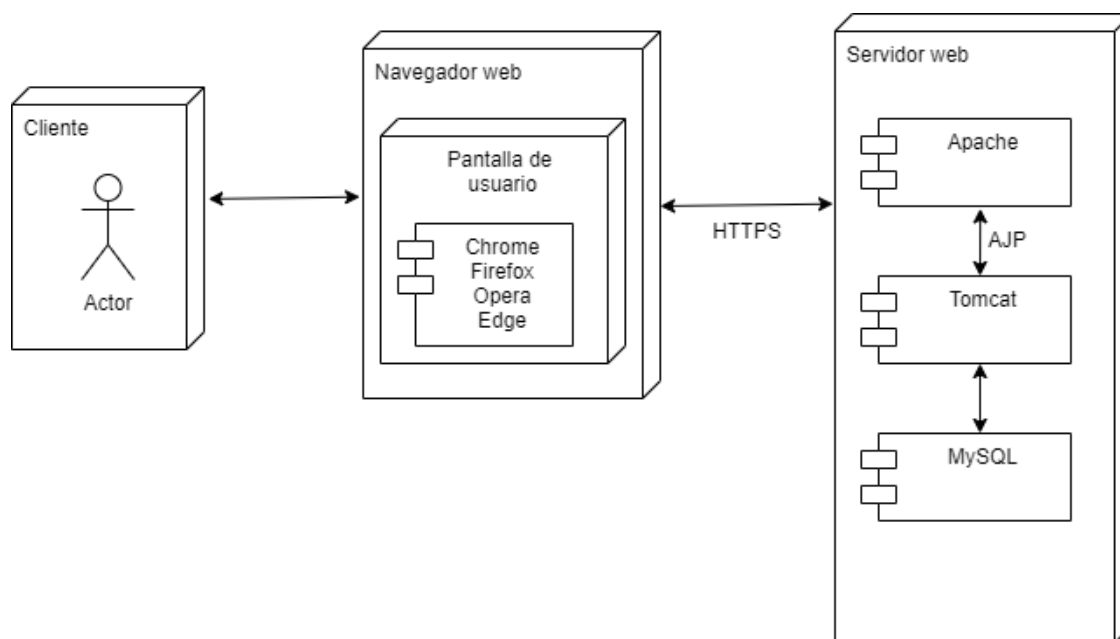 Cliente
Actor
Navegador web
Pantalla de
usuario
Chrome
Firefox
Opera
Edge
HTTPS
Servidor web
Apache
AJP
Tomcat
MySQL